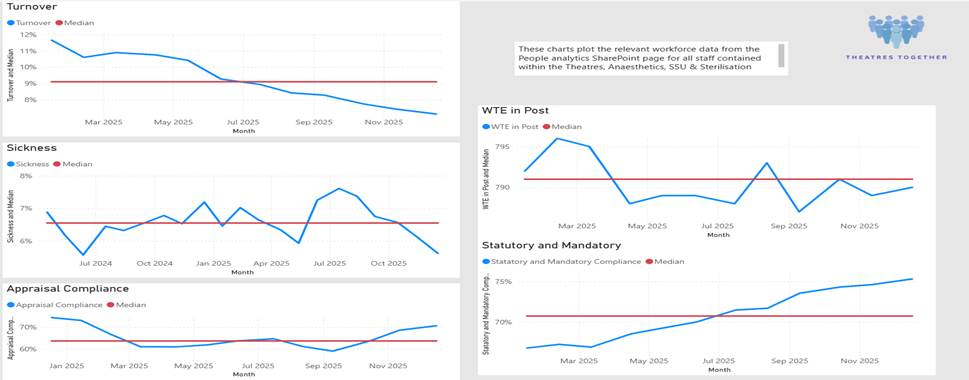 Turnover
Turnover Median
Turnover and Median
12%
11%
10%
9%
8%
Mar 2025 May 2025 Jul 2025 Sep 2025 Nov 2025
Month
Sickness
Sickness Median
Sickness and Median
8%
7%
6%
Jul 2024 Oct 2024 Jan 2025 Apr 2025 Jul 2025 Oct 2025
Month
Appraisal Compliance
Appraisal Compliance Median
Appraisal Comp...
70%
60%
Jan 2025 Mar 2025 May 2025 Jul 2025 Sep 2025 Nov 2025
Month
These charts plot the relevant workforce data from the
People analytics SharePoint page for all staff contained
within the Theatres, Anaesthetics, SSU & Sterilisation
THEATRES TOGETHER
WTE in Post
WTE in Post Median
WTE in Post and Median
795
790
Mar 2025 May 2025 Jul 2025 Sep 2025 Nov 2025
Month
Statutory and Mandatory
Statatory and Mandatory Compliance Median
Statatory and Mandatory Comp...
75%
70%
Mar 2025 May 2025 Jul 2025 Sep 2025 Nov 2025
Month